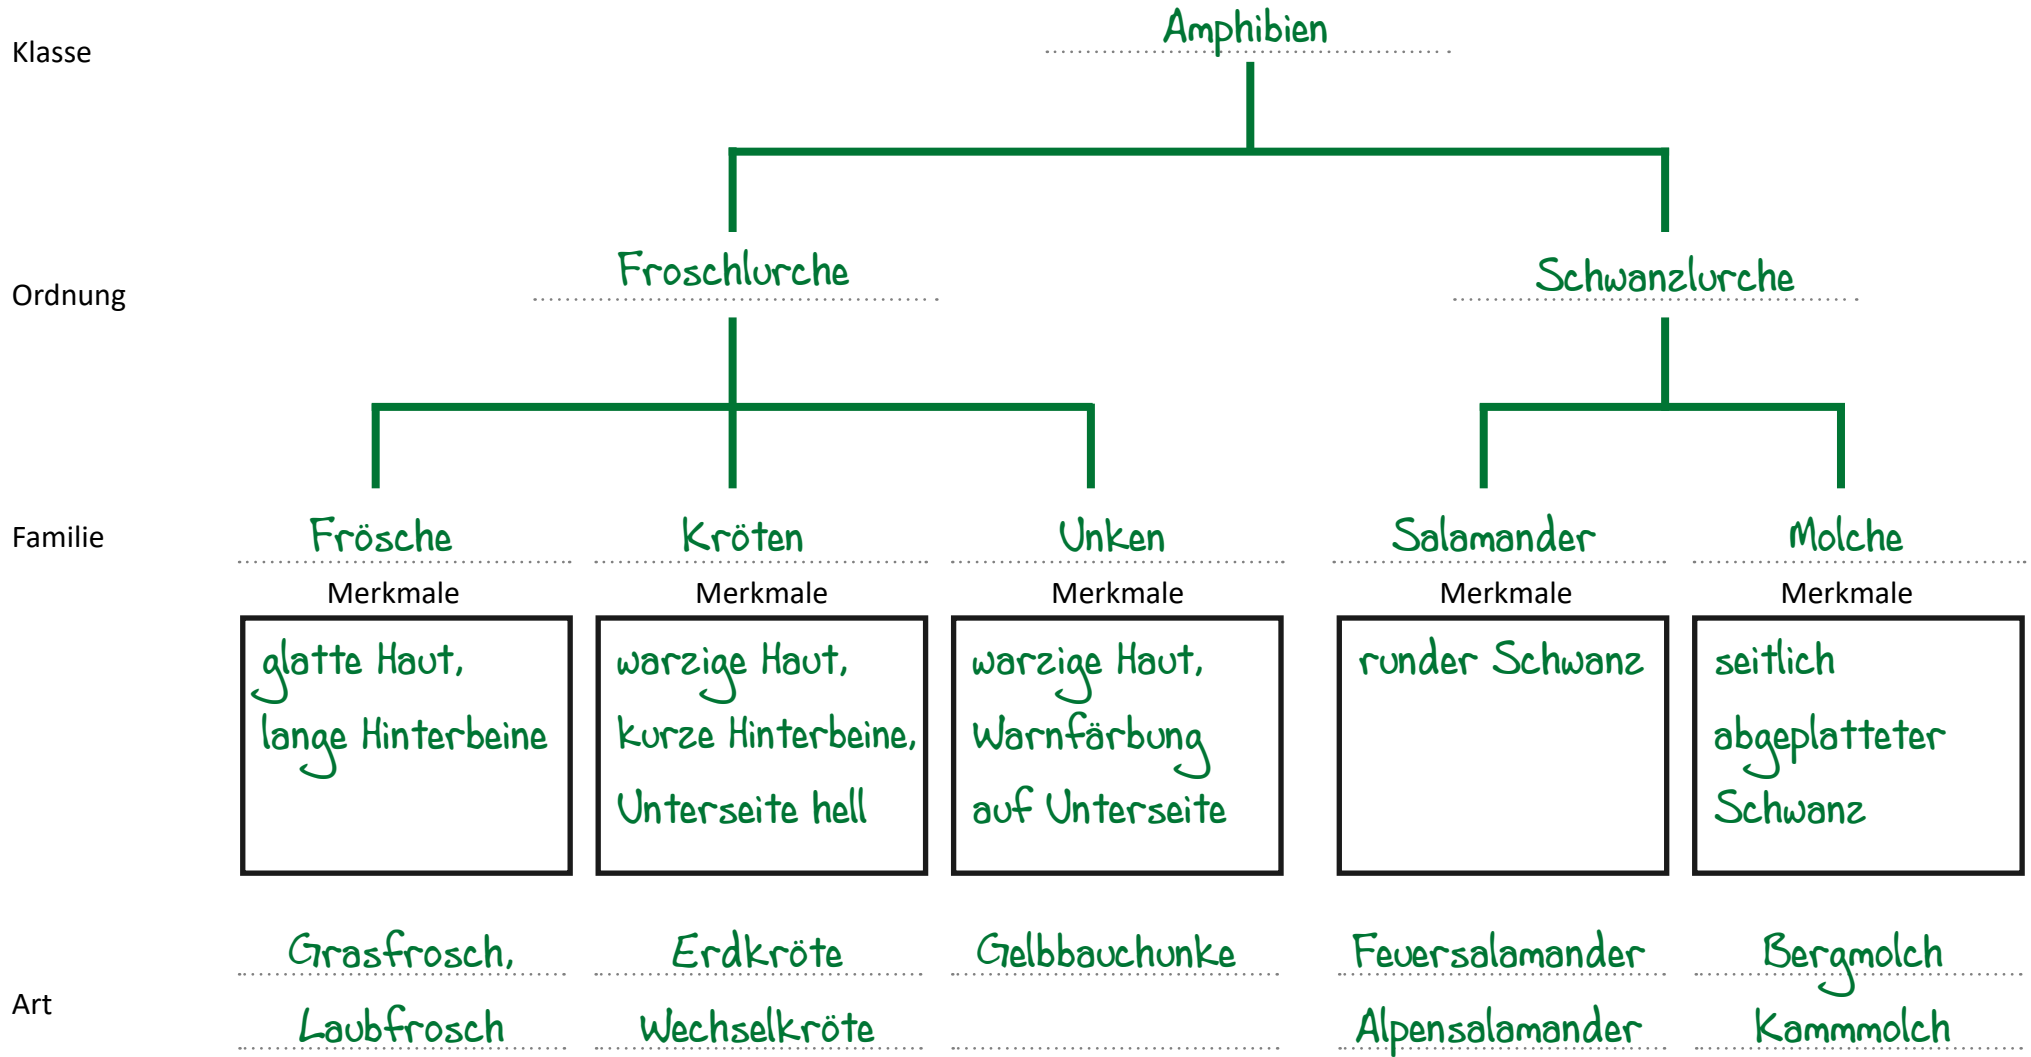 Klasse
Amphibien
Ordnung
Froschlurche
Schwanzlurche
Familie
Frösche
Kröten
Unken
Salamander
Molche
Merkmale
Merkmale
Merkmale
Merkmale
Merkmale
glatte Haut,
lange Hinterbeine
warzige Haut,
kurze Hinterbeine,
Unterseite hell
warzige Haut,
Warnfärbung
auf Unterseite
runder Schwanz
seitlich
abgeplatteter
Schwanz
Art
Grasfrosch,
Laubfrosch
Erdkröte
Wechselkröte
Gelbbauchunke
Feuersalamander
Alpensalamander
Bergmolch
Kammmolch